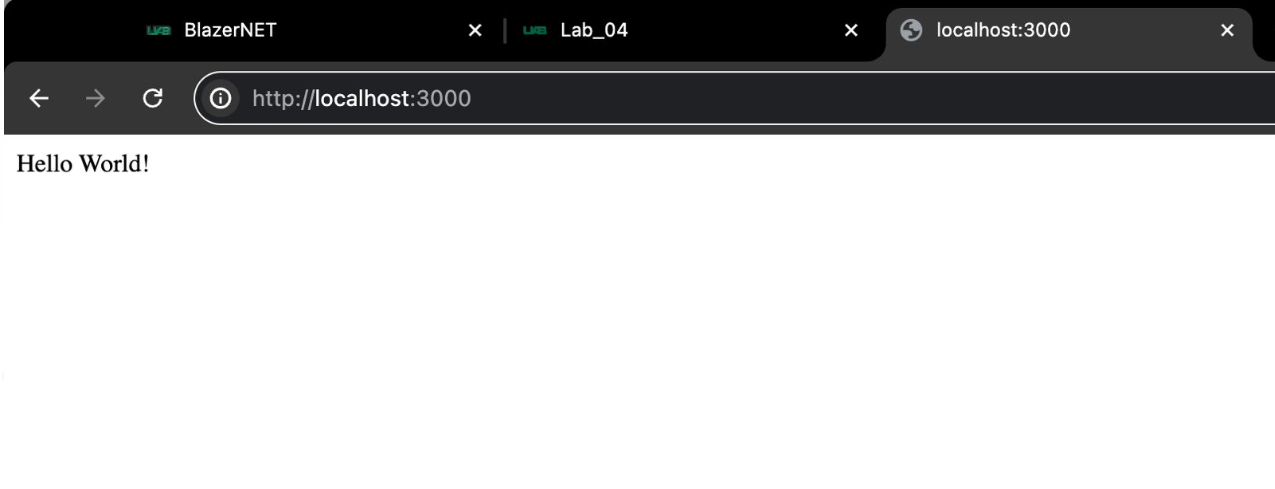 UAB BlazerNET
UAB Lab_04
localhost:3000
http://localhost:3000
Hello World!